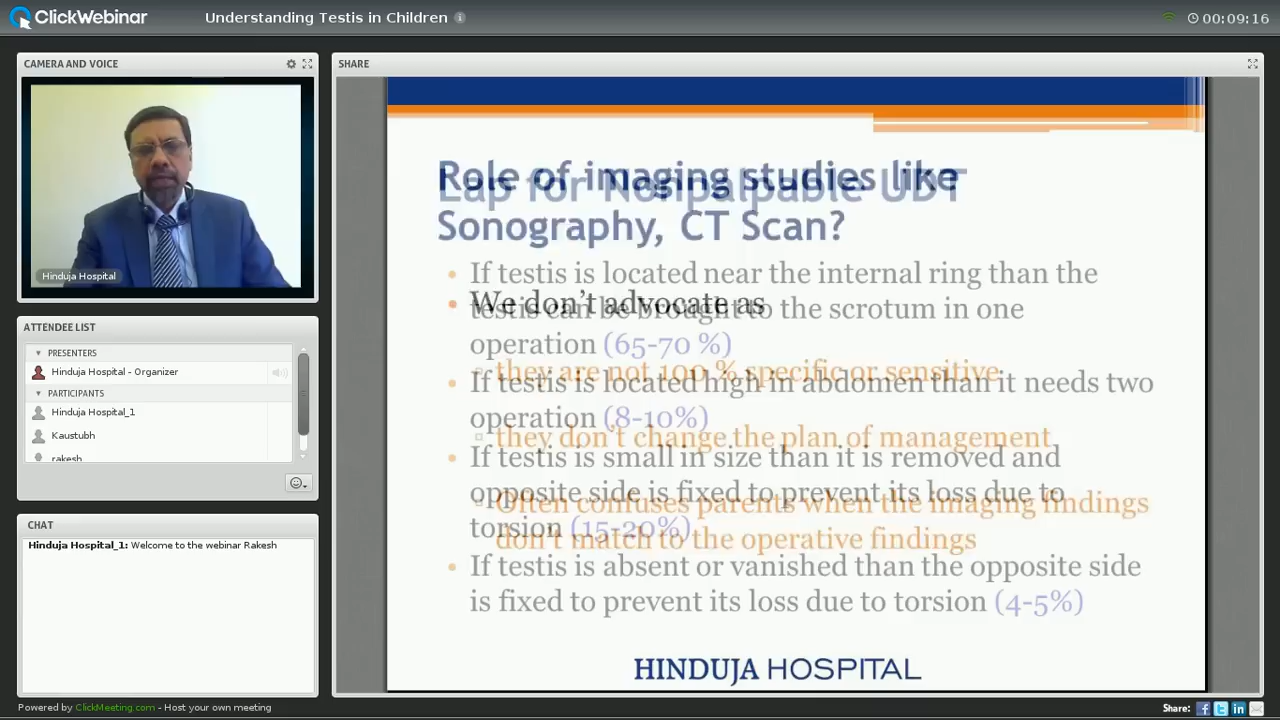 ClickWebinar
Understanding Testis in Children
00:09:16
CAMERA AND VOICE
Hinduja Hospital
ATTENDEE LIST
PRESENTERS
Hinduja Hospital - Organizer
PARTICIPANTS
Hinduja Hospital_1
Kaustubh
rakesh
CHAT
Hinduja Hospital_1: Welcome to the webinar Rakesh
SHARE
Role of imaging studies like
Sonography, CT Scan?
Lap for Nonpalpable UDT
• If testis is located near the internal ring than the
testis can be brought to the scrotum in one
operation (65-70 %)
• If testis is located high in abdomen than it needs two
operation (8-10%)
• If testis is small in size than it is removed and
opposite side is fixed to prevent its loss due to
torsion (15-20%)
• If testis is absent or vanished than the opposite side
is fixed to prevent its loss due to torsion (4-5%)
• We don't advocate as
▫ they are not 100 % specific or sensitive
▫ they don't change the plan of management
▫ Often confuses parents when the imaging findings
don't match to the operative findings
HINDUJA HOSPITAL
Powered by ClickMeeting.com - Host your own meeting
Share: